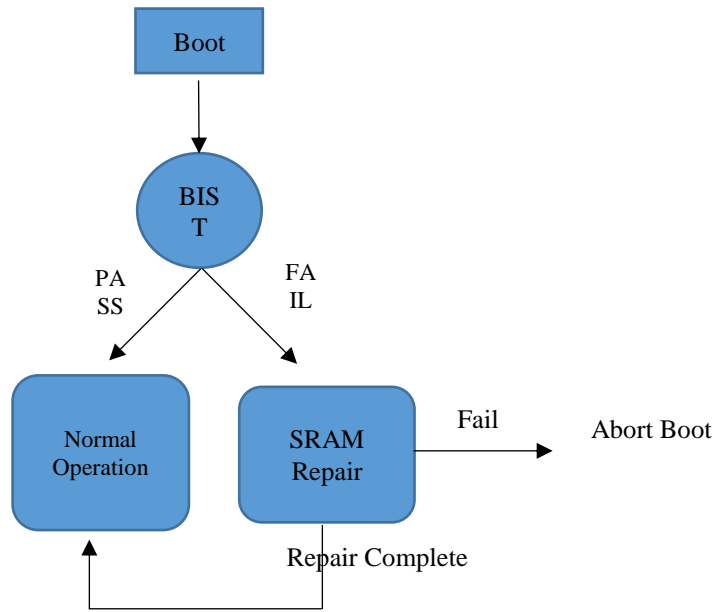 Boot
BIS
T
PA
SS
FA
IL
Normal
Operation
SRAM
Repair
Fail
Abort Boot
Repair Complete